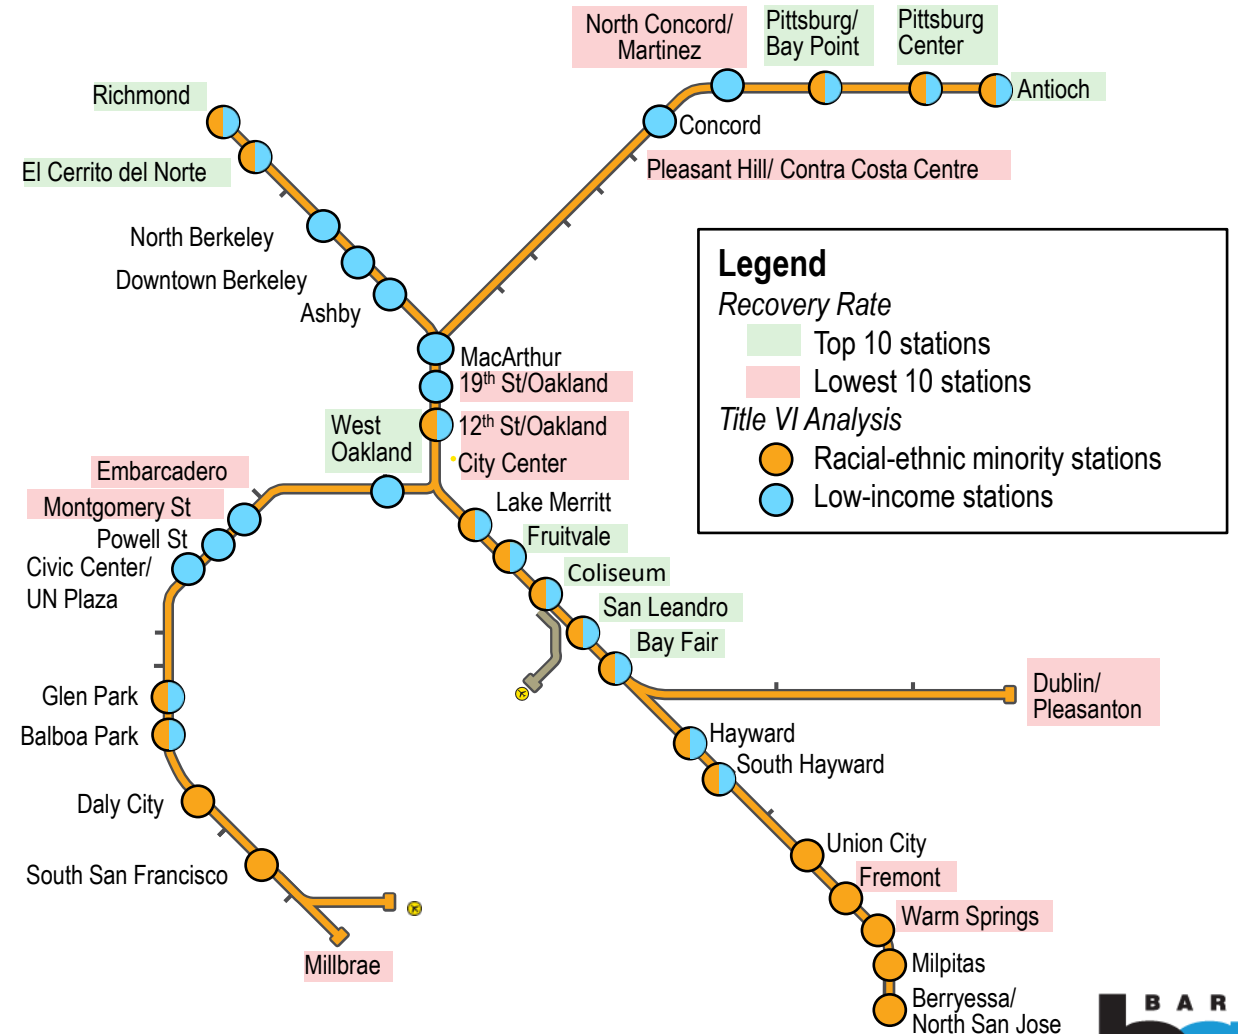 North Concord/
Martinez
Pittsburg/
Bay Point
Pittsburg
Center
Antioch
Richmond
Concord
El Cerrito del Norte
Pleasant Hill/ Contra Costa Centre
North Berkeley
Downtown Berkeley
Ashby
MacArthur
19th St/Oakland
12th St/Oakland
City Center
West
Oakland
Legend
Recovery Rate
Top 10 stations
Lowest 10 stations
Title VI Analysis
Racial-ethnic minority stations
Low-income stations
Embarcadero
Montgomery St
Powell St
Civic Center/
UN Plaza
Lake Merritt
Fruitvale
Coliseum
San Leandro
Bay Fair
Dublin/
Pleasanton
Glen Park
Balboa Park
Hayward
South Hayward
Daly City
South San Francisco
Union City
Fremont
Warm Springs
Millbrae
Milpitas
Berryessa/
North San Jose
B A R